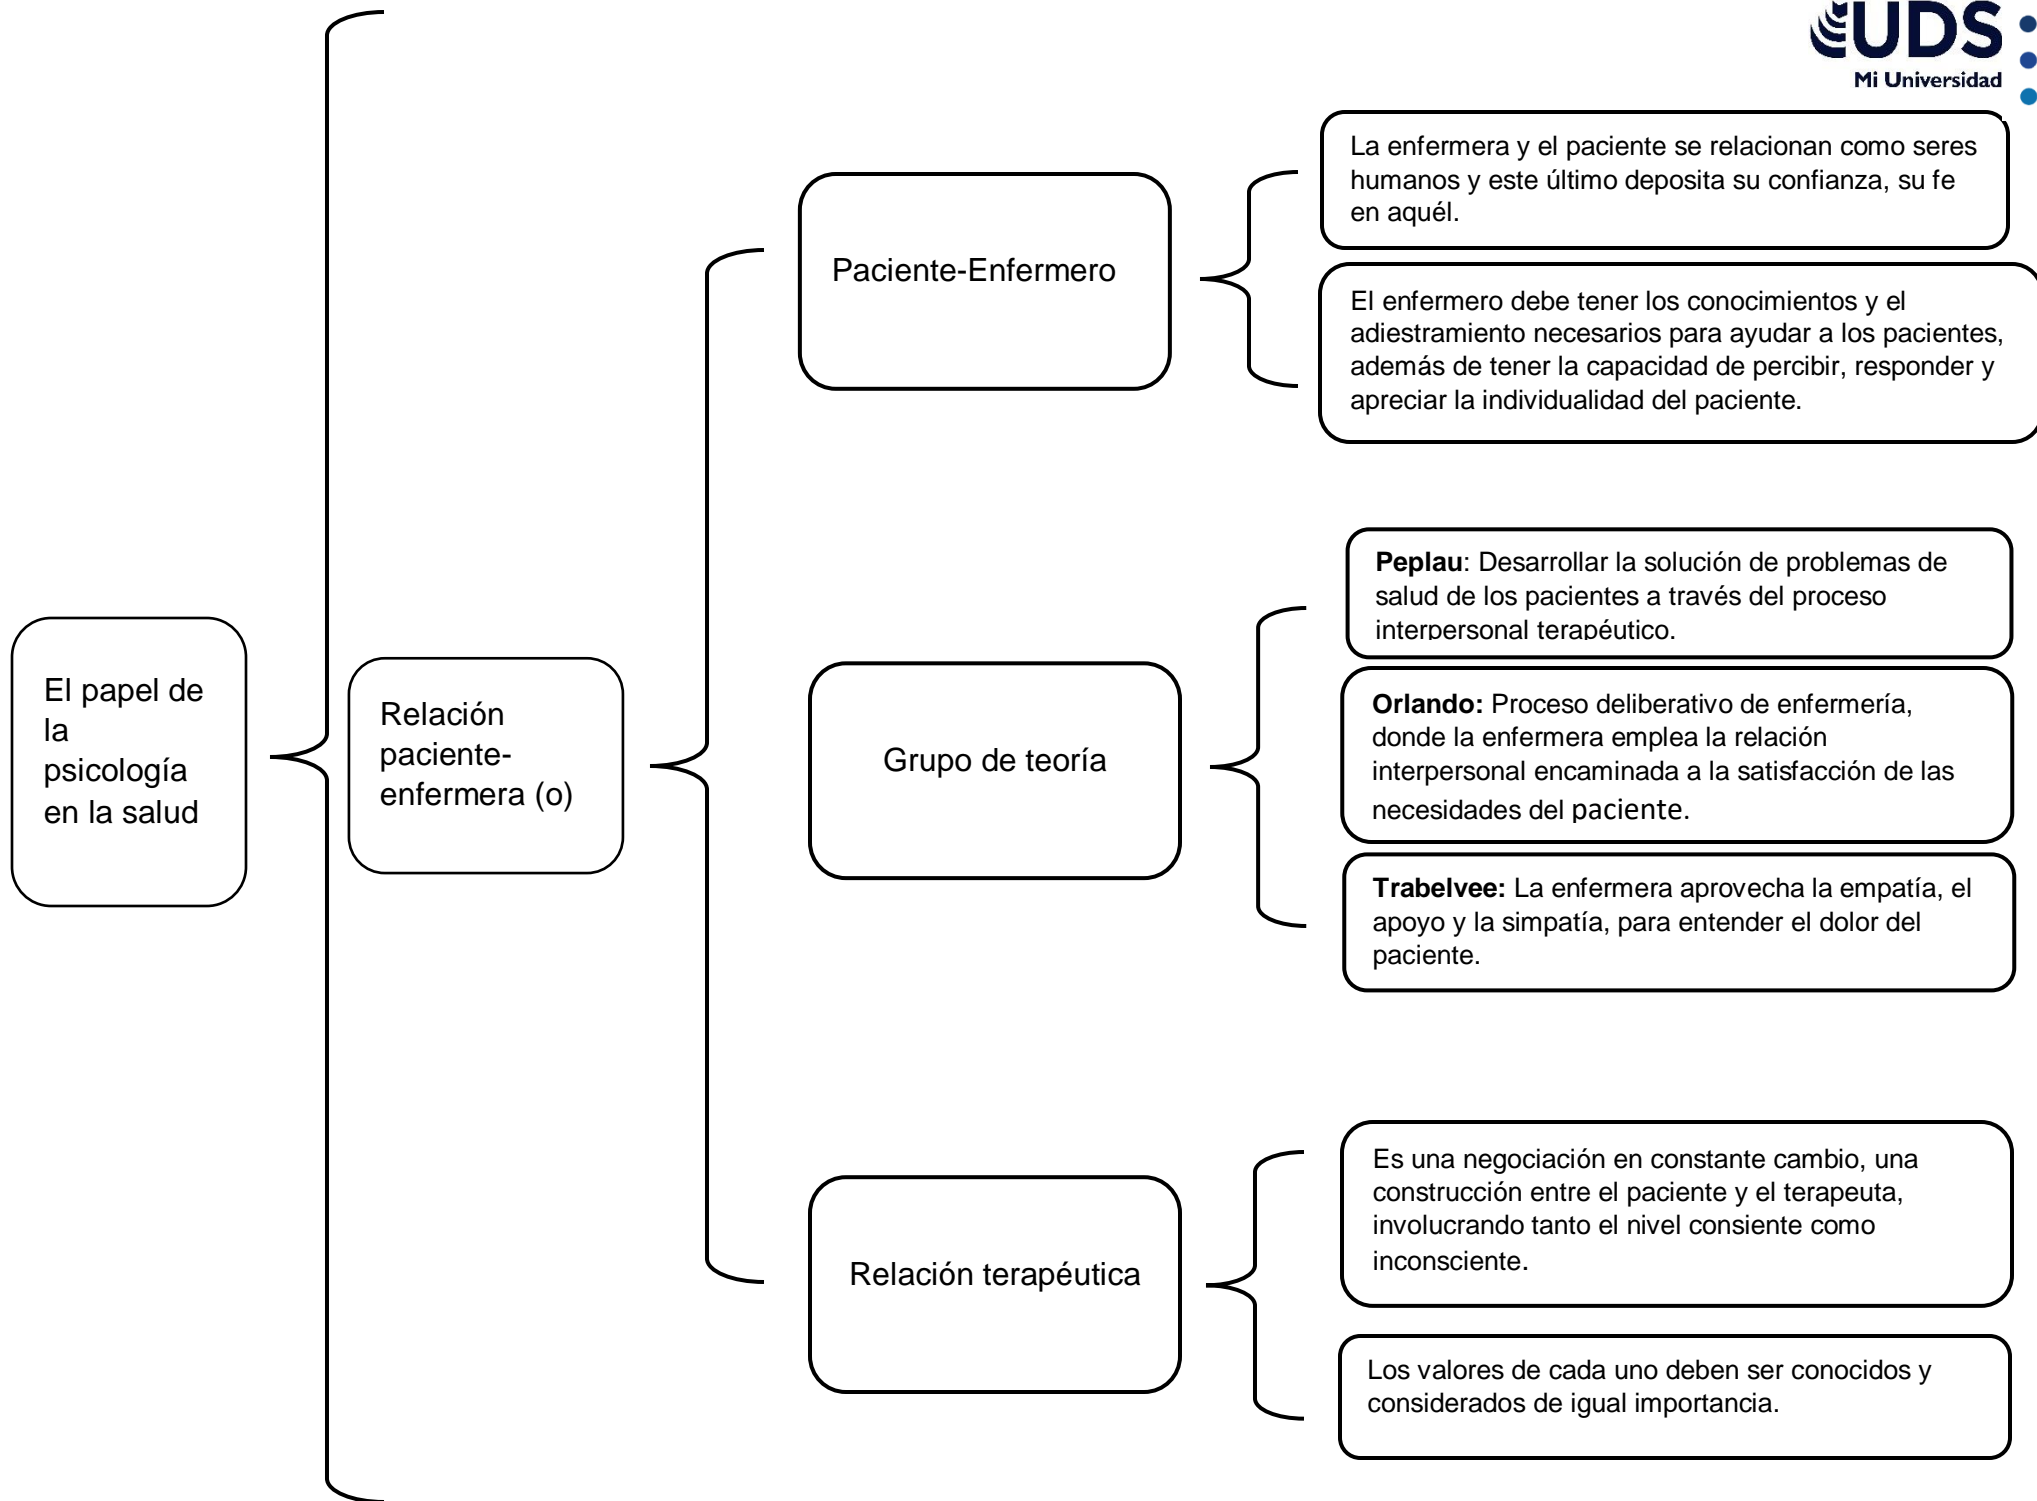 UDS
Mi Universidad
La enfermera y el paciente se relacionan como seres
humanos y este último deposita su confianza, su fe
en aquél.
Paciente-Enfermero
El enfermero debe tener los conocimientos y el
adiestramiento necesarios para ayudar a los pacientes,
además de tener la capacidad de percibir, responder y
apreciar la individualidad del paciente.
Peplau: Desarrollar la solución de problemas de
salud de los pacientes a través del proceso
interpersonal terapéutico.
El papel de
la
psicología
en la salud
Relación
paciente-
enfermera (o)
Grupo de teoría
Orlando: Proceso deliberativo de enfermería,
donde la enfermera emplea la relación
interpersonal encaminada a la satisfacción de las
necesidades del paciente.
Trabelvee: La enfermera aprovecha la empatía, el
apoyo y la simpatía, para entender el dolor del
paciente.
Es una negociación en constante cambio, una
construcción entre el paciente y el terapeuta,
involucrando tanto el nivel consiente como
inconsciente.
Relación terapéutica
Los valores de cada uno deben ser conocidos y
considerados de igual importancia.